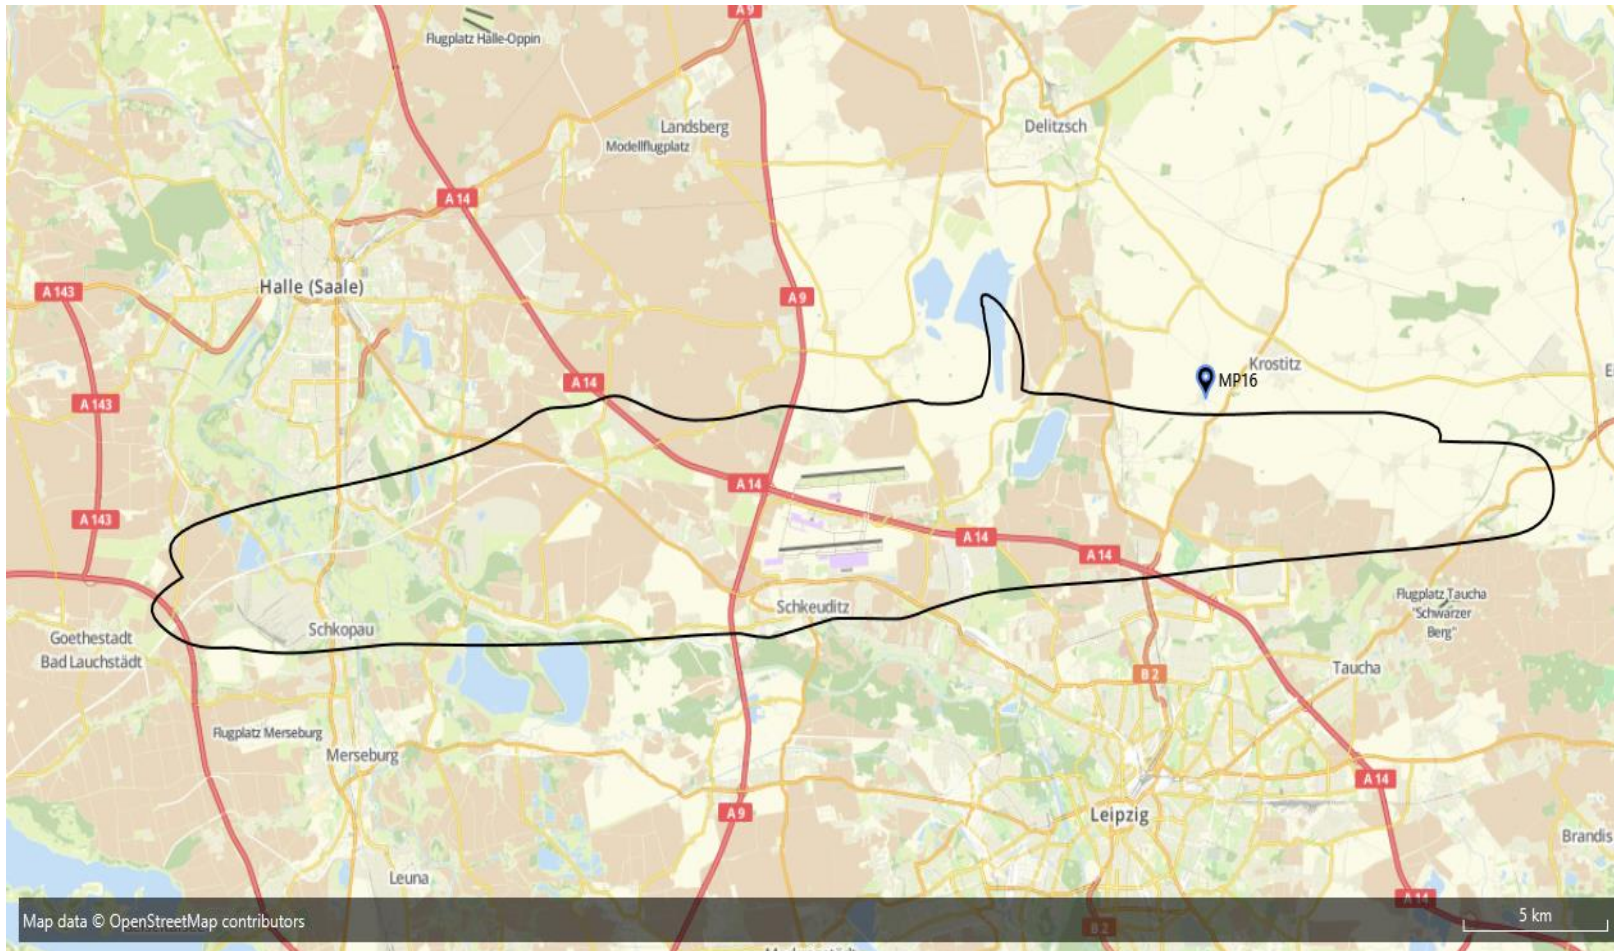 A 9
Flugplatz Halle-Oppin
Landsberg
Modellflugplatz
Delitzsch
A 14
Halle (Saale)
A 143
A 9
Krostitz
MP16
A 14
A 143
A 14
A 143
A 14
A 14
Flugplatz Taucha
"Schwarzer
Berg"
Schkeuditz
Schkopau
Goethestadt
Bad Lauchstädt
Taucha
B 2
Flugplatz Merseburg
Merseburg
A 14
A 9
Leipzig
Brandis
Leuna
A 14
Map data © OpenStreetMap contributors
5 km
B 2